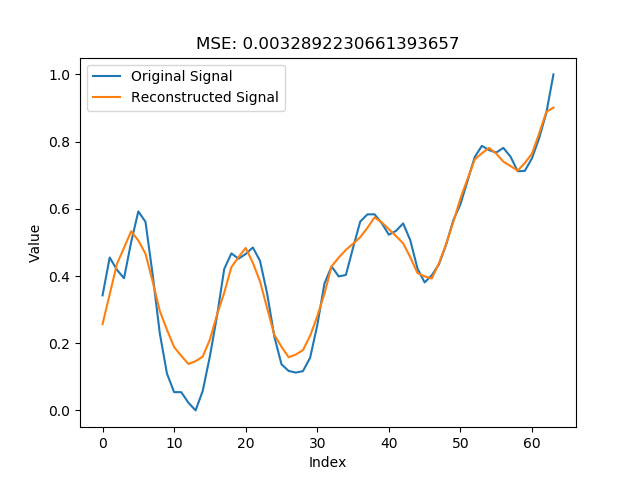 MSE: 0.0032892230661393657
Original Signal
Reconstructed Signal
1.0
0.8
0.6
0.4
0.2
0.0
Value
0 10 20 30 40 50 60
Index